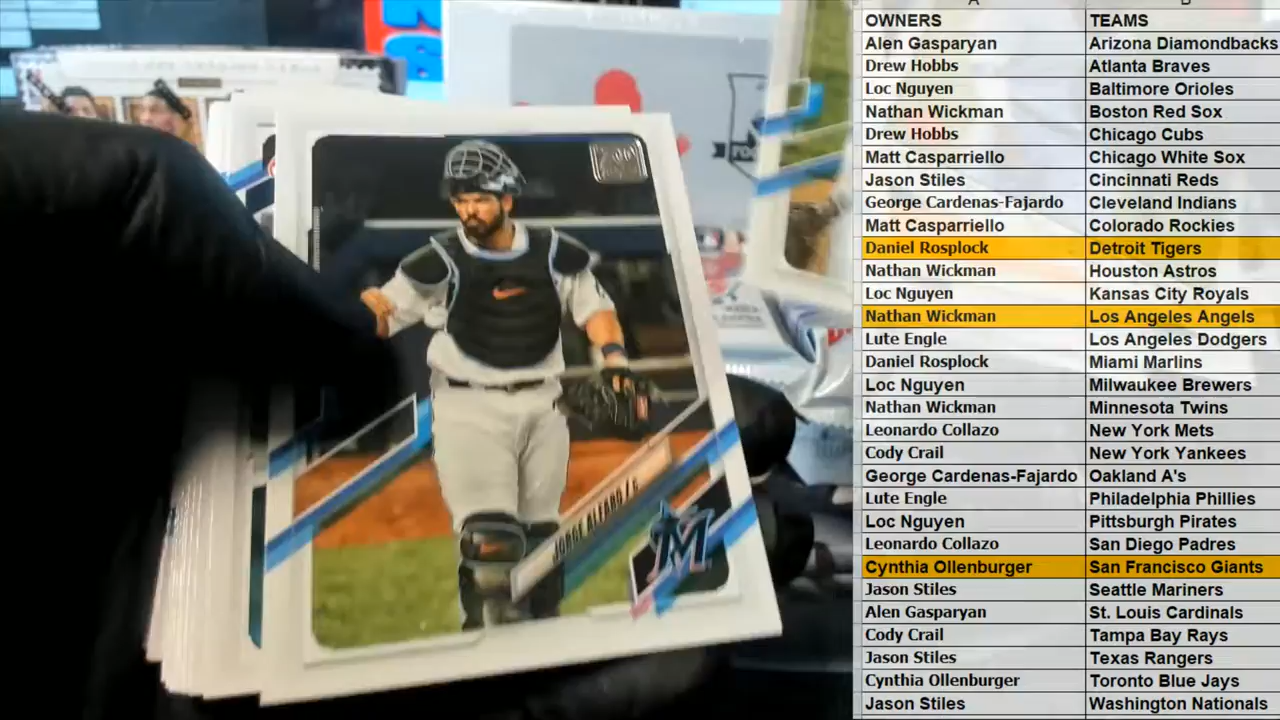 OWNERS TEAMS
Alen Gasparyan Arizona Diamondbacks
Drew Hobbs Atlanta Braves
Loc Nguyen Baltimore Orioles
Nathan Wickman Boston Red Sox
Drew Hobbs Chicago Cubs
Matt Casparriello Chicago White Sox
Jason Stiles Cincinnati Reds
George Cardenas-Fajardo Cleveland Indians
Matt Casparriello Colorado Rockies
Daniel Rosplock Detroit Tigers
Nathan Wickman Houston Astros
Loc Nguyen Kansas City Royals
Nathan Wickman Los Angeles Angels
Lute Engle Los Angeles Dodgers
Daniel Rosplock Miami Marlins
Loc Nguyen Milwaukee Brewers
Nathan Wickman Minnesota Twins
Leonardo Collazo New York Mets
Cody Crail New York Yankees
George Cardenas-Fajardo Oakland A's
Lute Engle Philadelphia Phillies
Loc Nguyen Pittsburgh Pirates
Leonardo Collazo San Diego Padres
Cynthia Ollenburger San Francisco Giants
Jason Stiles Seattle Mariners
Alen Gasparyan St. Louis Cardinals
Cody Crail Tampa Bay Rays
Jason Stiles Texas Rangers
Cynthia Ollenburger Toronto Blue Jays
Jason Stiles Washington Nationals
JORGE ALFARO / C
M